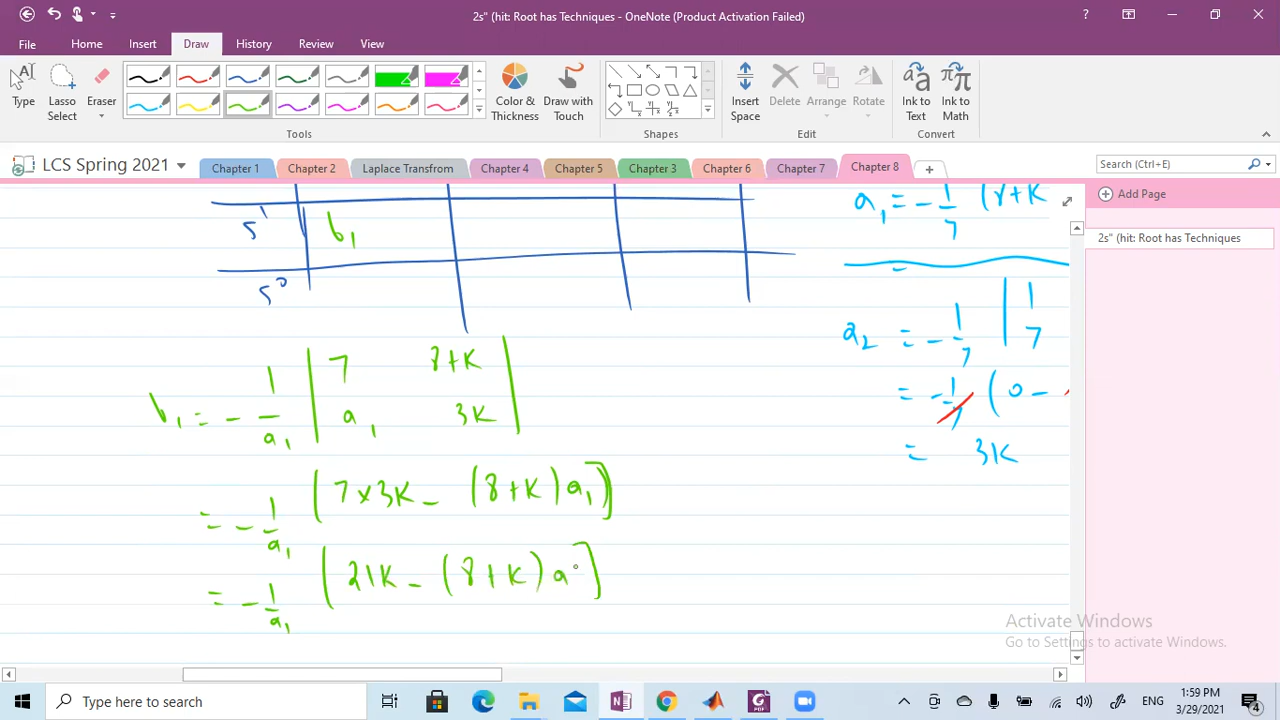 2s" (hit: Root has Techniques - OneNote (Product Activation Failed)
File Home Insert Draw History Review View
Type
Lasso Select
Eraser
Color & Thickness
Draw with Touch
Insert Space
Delete
Arrange
Rotate
Ink to Text
Ink to Math
Tools Shapes Edit Convert
LCS Spring 2021 Chapter 1 Chapter 2 Laplace Transfrom Chapter 4 Chapter 5 Chapter 3 Chapter 6 Chapter 7 Chapter 8 Search (Ctrl+E)
Add Page
2s" (hit: Root has Techniques
a₁ = - 1/7 (8+K
s¹ b₁
s⁰
a₂ = - 1/7 | 1
7
= - 1/7 ( 0 -
= 3K
b₁ = - 1/a₁ | 7 8+K |
| a₁ 3K |
= - 1/a₁ [ 7×3K - (8+K) a₁ ]
= - 1/a₁ [ 21K - (8+K) a ]
Activate Windows
Go to Settings to activate Windows.
Type here to search
ENG
1:59 PM
3/29/2021
4